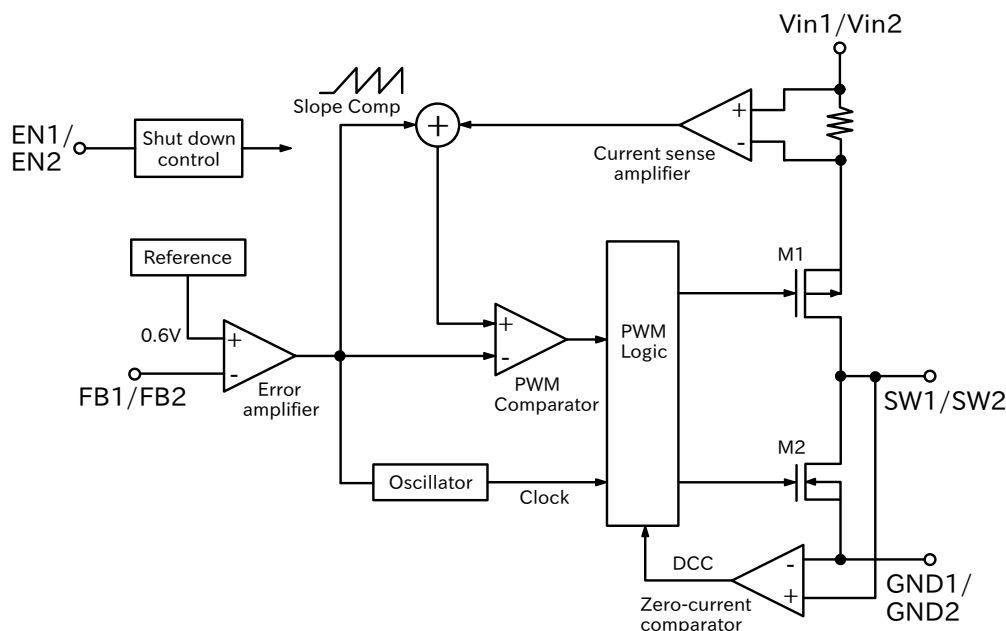 Vin1/Vin2
Slope Comp
+
+
-
EN1/
EN2
Shut down
control
Current sense
amplifier
Reference
M1
0.6V
+
-
+
-
PWM
Logic
FB1/FB2
Error
amplifier
PWM
Comparator
SW1/SW2
M2
Oscillator
Clock
DCC
-
+
GND1/
GND2
Zero-current
comparator